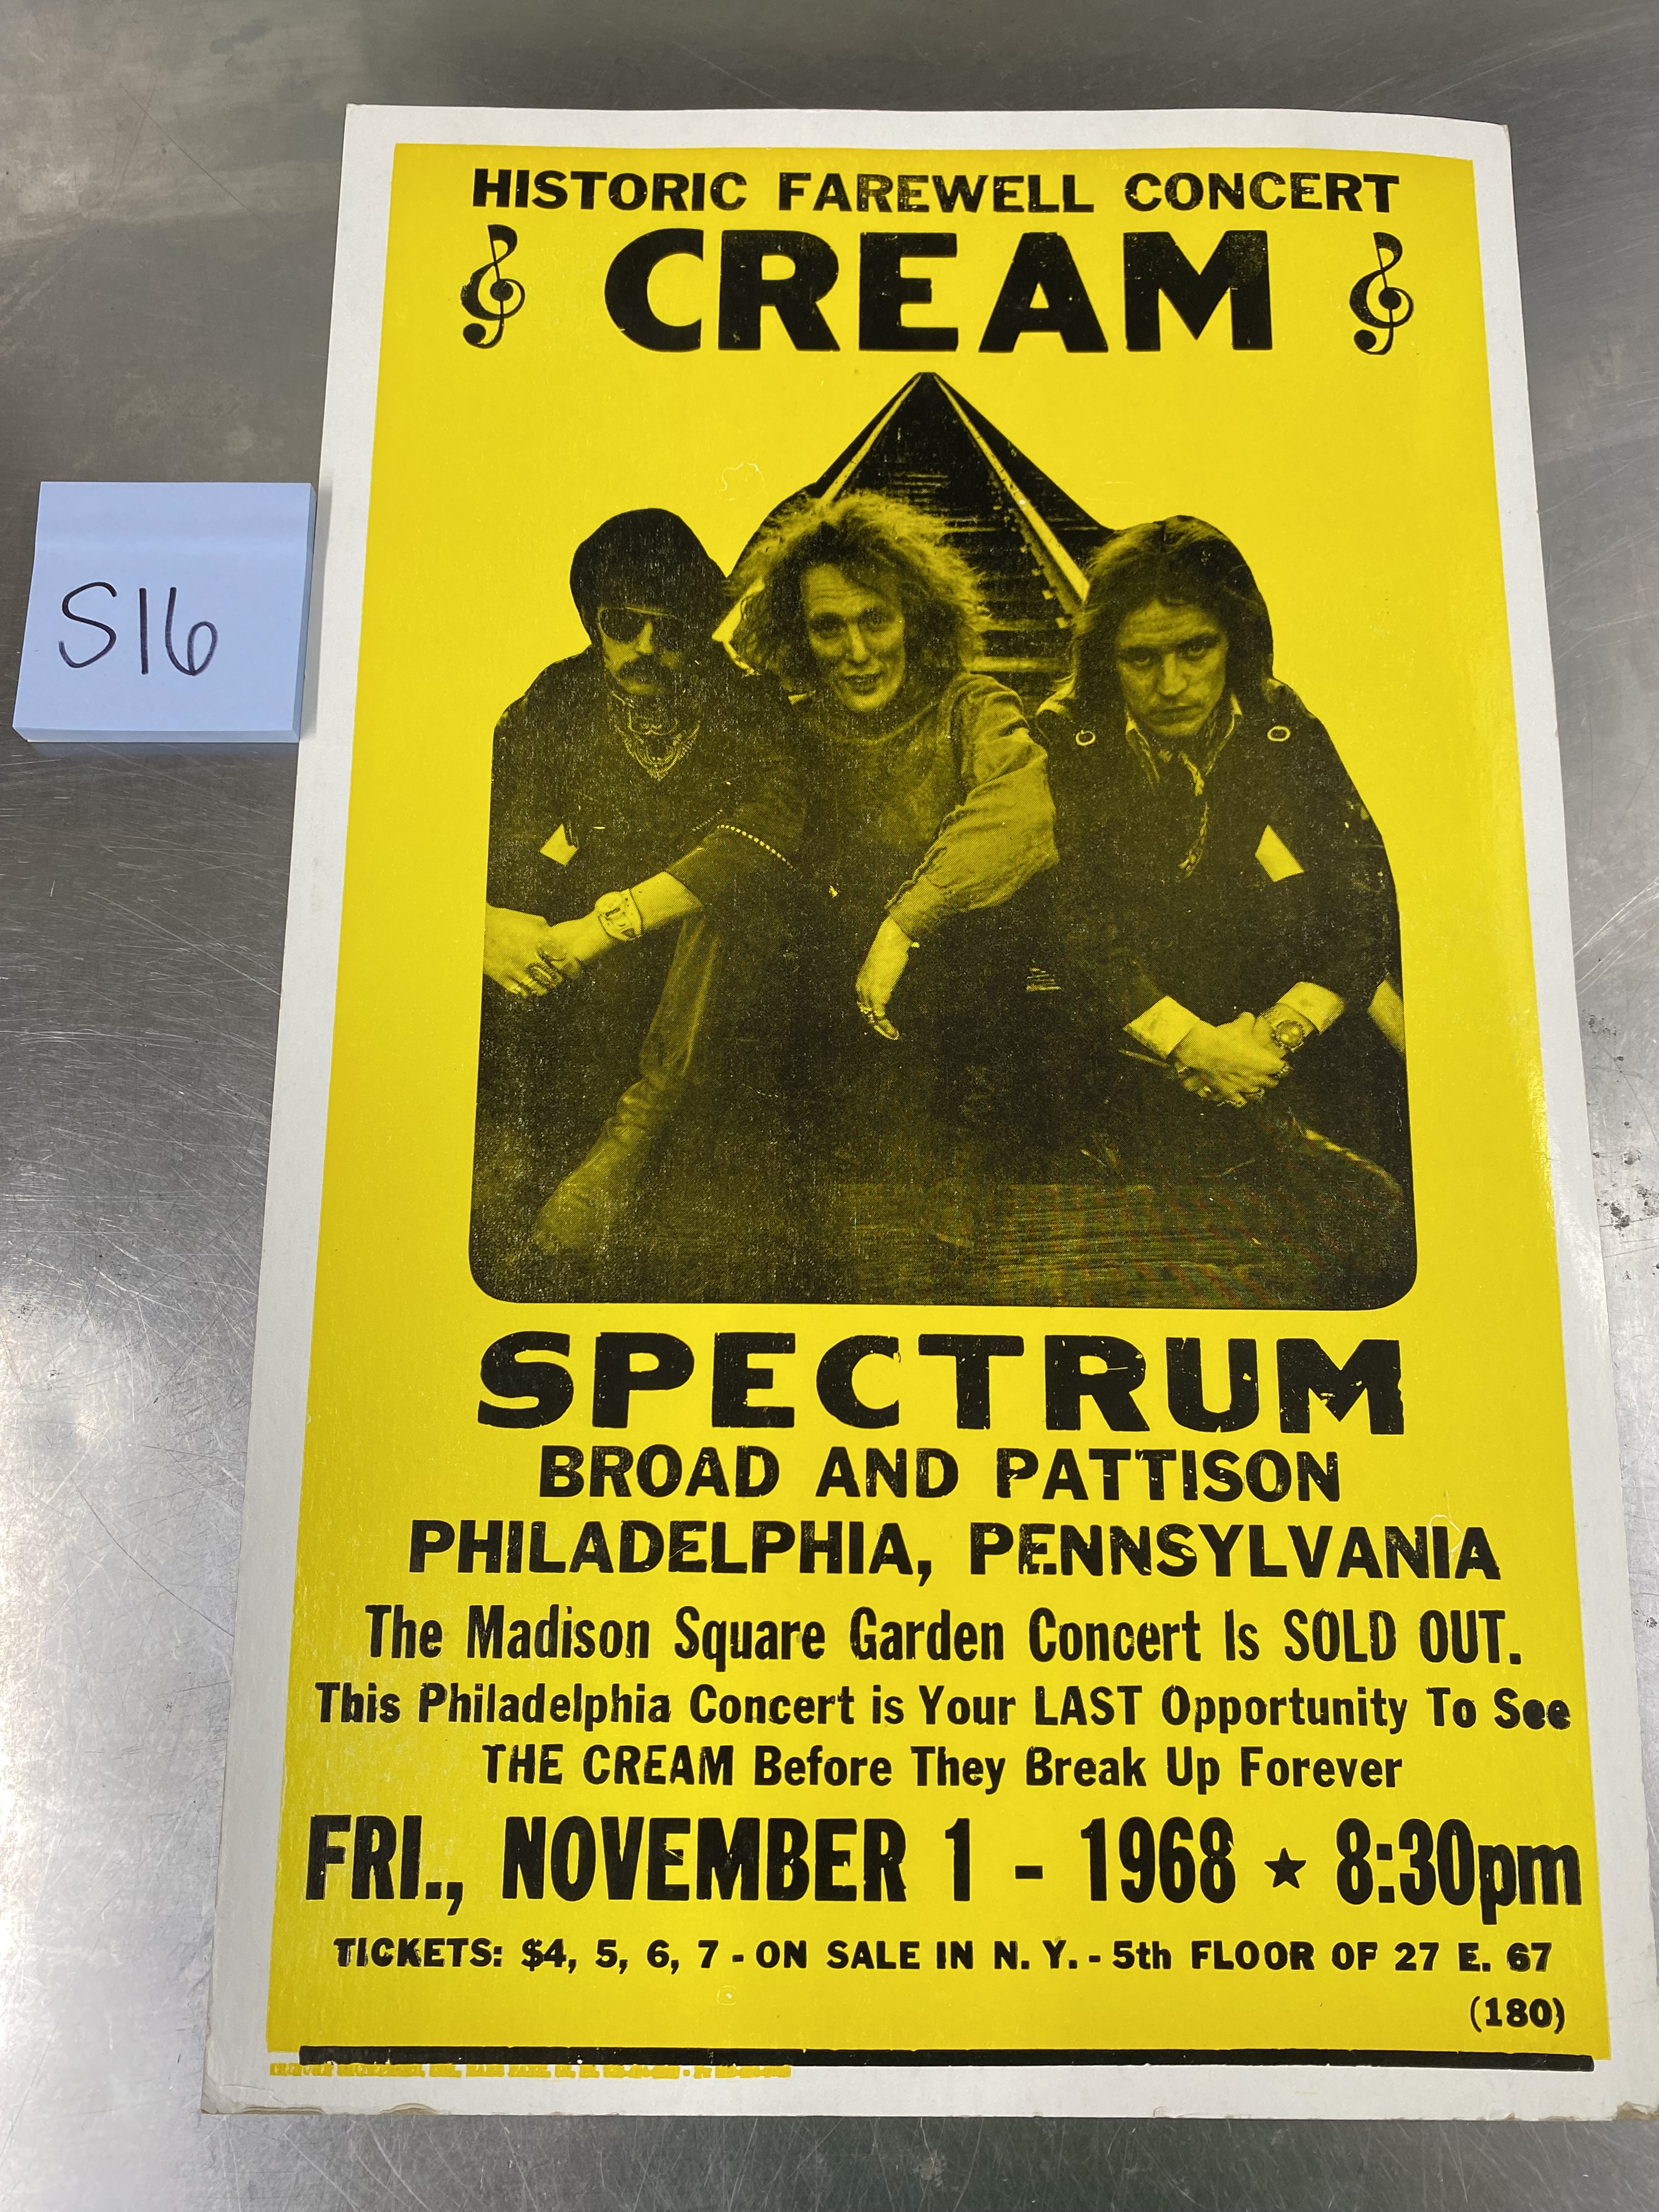 HISTORIC FAREWELL CONCERT
CREAM
S16
SPECTRUM
BROAD AND PATTISON
PHILADELPHIA, PENNSYLVANIA
The Madison Square Garden Concert Is SOLD OUT.
This Philadelphia Concert is Your LAST Opportunity To See
THE CREAM Before They Break Up Forever
FRI., NOVEMBER 1 - 1968 ★ 8:30pm
TICKETS: $4, 5, 6, 7 - ON SALE IN N. Y. - 5th FLOOR OF 27 E. 67
(180)